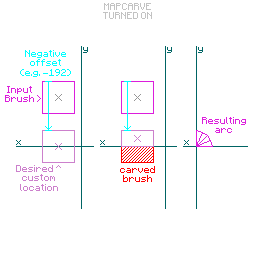 MAPCARVE
TURNED ON
y
y
y
Negative
offset
(e.g.-192)
Input
Brush>
x
x
x
Resulting
arc
Desired^
custom
location
carved
brush